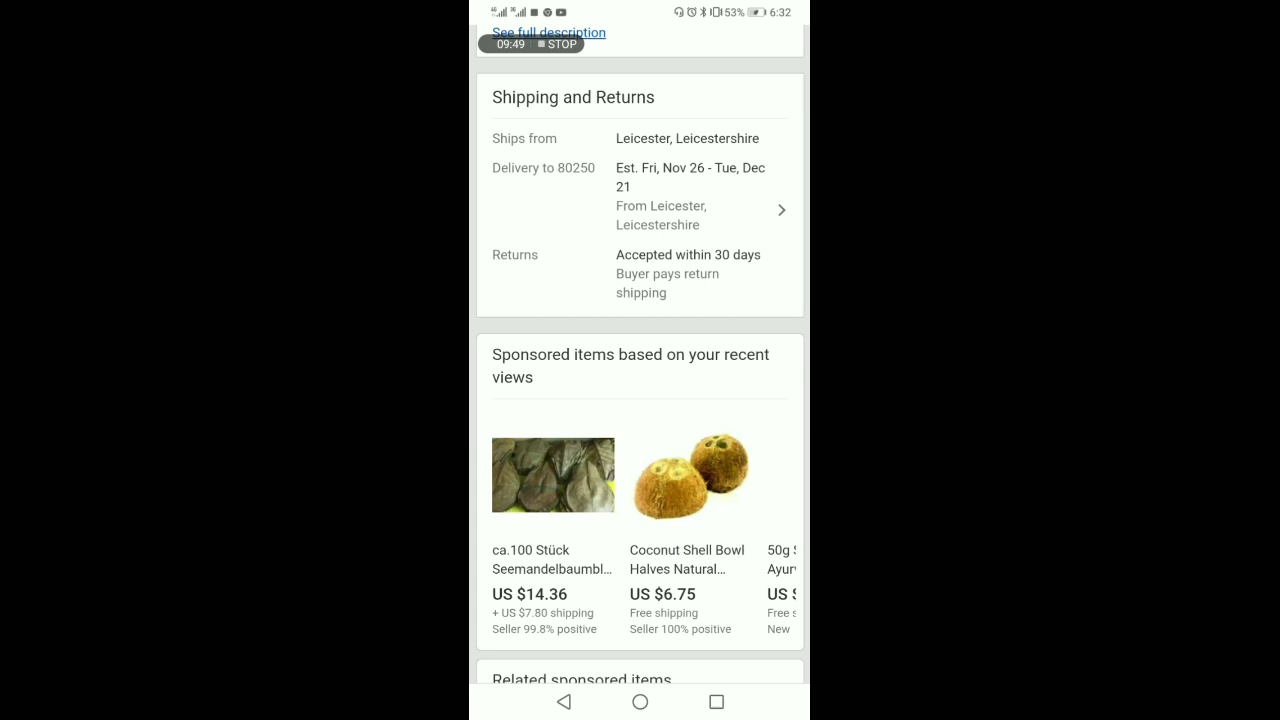 53% 6:32
See full description
09:49 STOP
Shipping and Returns
Ships from
Leicester, Leicestershire
Delivery to 80250
Est. Fri, Nov 26 - Tue, Dec
21
From Leicester,
Leicestershire
Returns
Accepted within 30 days
Buyer pays return
shipping
Sponsored items based on your recent
views
ca.100 Stück
Seemandelbaumbl...
US $14.36
+ US $7.80 shipping
Seller 99.8% positive
Coconut Shell Bowl
Halves Natural...
US $6.75
Free shipping
Seller 100% positive
50g
US
Free
New
Related sponsored items